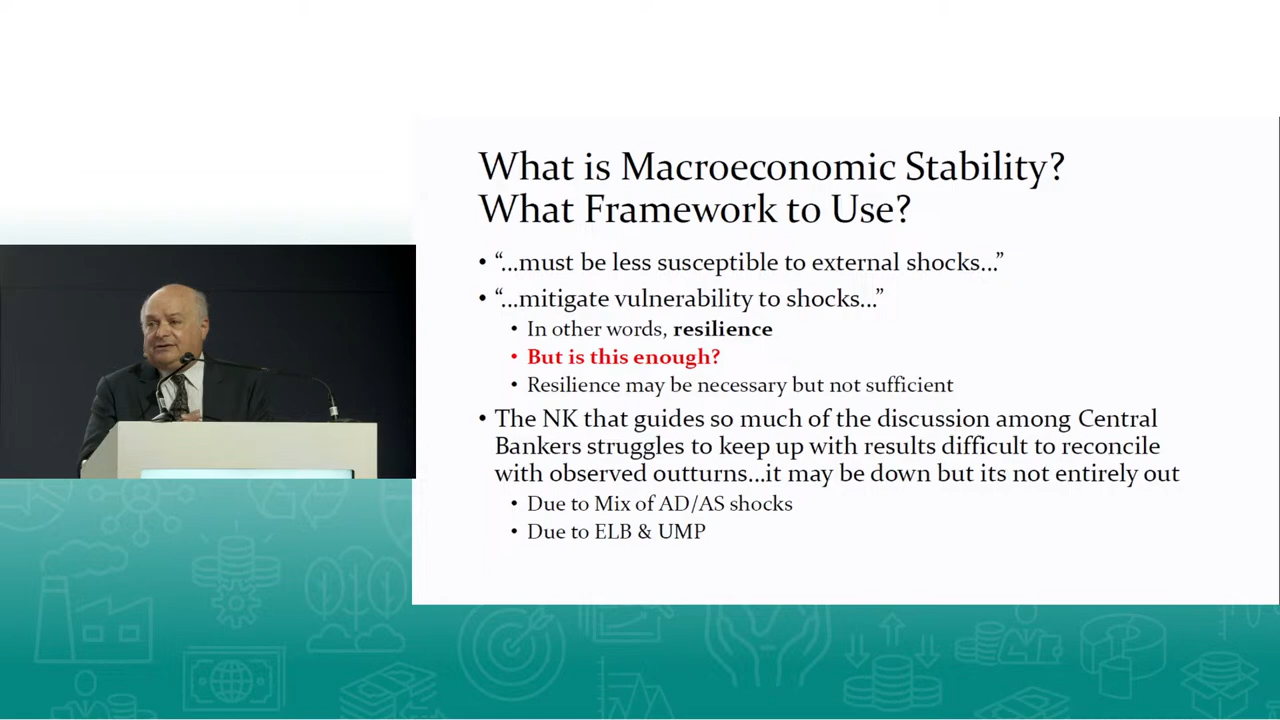 What is Macroeconomic Stability?
What Framework to Use?
• “...must be less susceptible to external shocks...”
• “...mitigate vulnerability to shocks...”
• In other words, resilience
• But is this enough?
• Resilience may be necessary but not sufficient
• The NK that guides so much of the discussion among Central
Bankers struggles to keep up with results difficult to reconcile
with observed outturns...it may be down but its not entirely out
• Due to Mix of AD/AS shocks
• Due to ELB & UMP